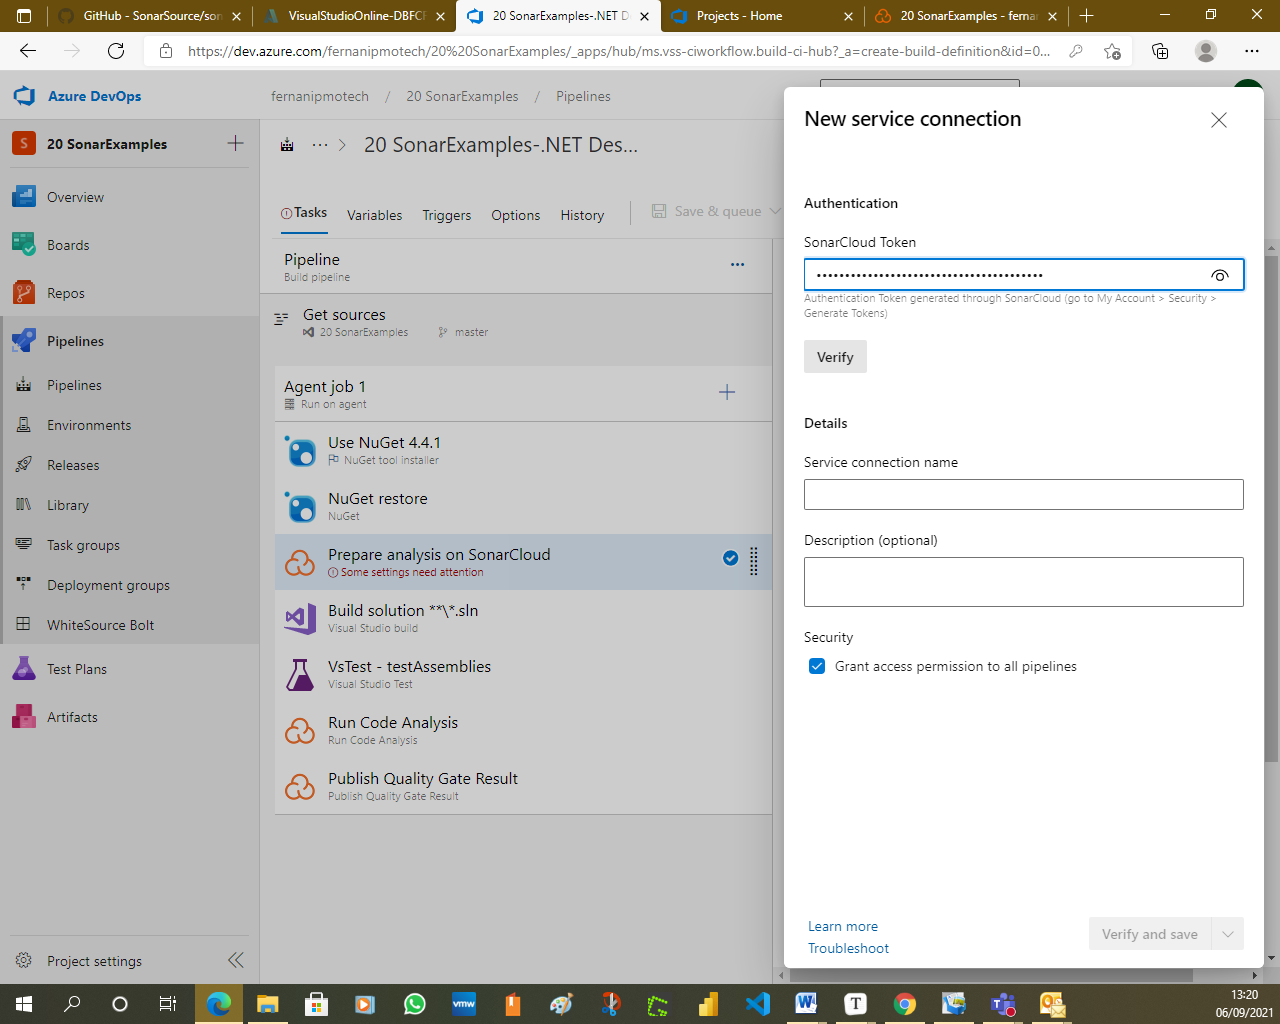 GitHub - SonarSource/son
VisualStudioOnline-DBFCF
20 SonarExamples-.NET D
Projects - Home
20 SonarExamples - fernan
https://dev.azure.com/fernanipmotech/20%20SonarExamples/_apps/hub/ms.vss-ciworkflow.build-ci-hub?_a=create-build-definition&id=0...
Azure DevOps
fernanipmotech / 20 SonarExamples / Pipelines
S 20 SonarExamples
Overview
Boards
Repos
Pipelines
Pipelines
Environments
Releases
Library
Task groups
Deployment groups
WhiteSource Bolt
Test Plans
Artifacts
Project settings
20 SonarExamples-.NET Des...
Tasks Variables Triggers Options History Save & queue
Pipeline
Build pipeline
Get sources
20 SonarExamples master
Agent job 1
Run on agent
Use NuGet 4.4.1
NuGet tool installer
NuGet restore
NuGet
Prepare analysis on SonarCloud
Some settings need attention
Build solution **\*.sln
Visual Studio build
VsTest - testAssemblies
Visual Studio Test
Run Code Analysis
Run Code Analysis
Publish Quality Gate Result
Publish Quality Gate Result
New service connection
Authentication
SonarCloud Token
Authentication Token generated through SonarCloud (go to My Account > Security >
Generate Tokens)
Verify
Details
Service connection name
Description (optional)
Security
Grant access permission to all pipelines
Learn more
Troubleshoot
Verify and save
vmw
W
T
13:20
06/09/2021